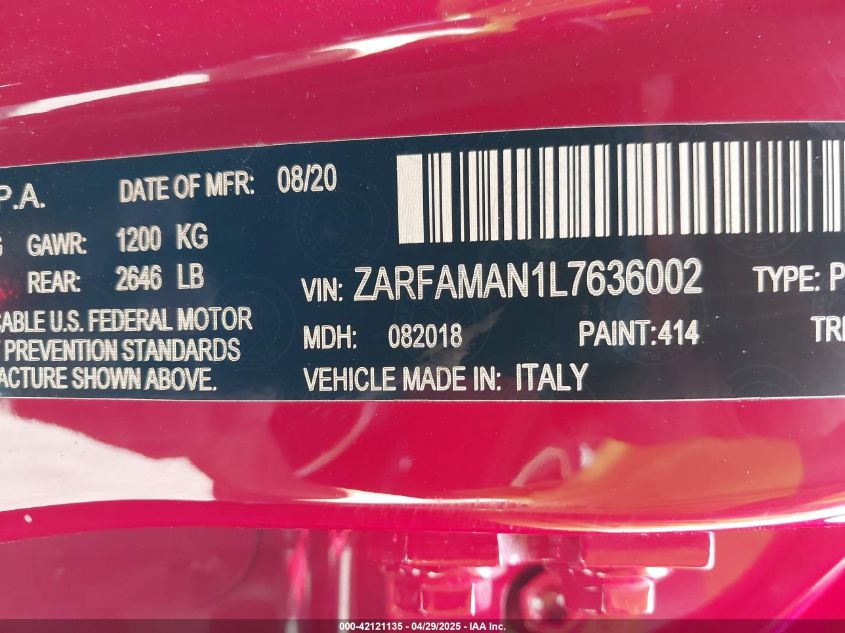 P.A. DATE OF MFR: 08/20
G GAWR: 1200 KG
REAR: 2646 LB
VIN: ZARFAMAN1L7636002 TYPE: P
CABLE U.S. FEDERAL MOTOR
MDH: 082018 PAINT:414 TRI
PREVENTION STANDARDS
ACTURE SHOWN ABOVE.
VEHICLE MADE IN: ITALY
000-42121135 - 04/29/2025 - IAA Inc.